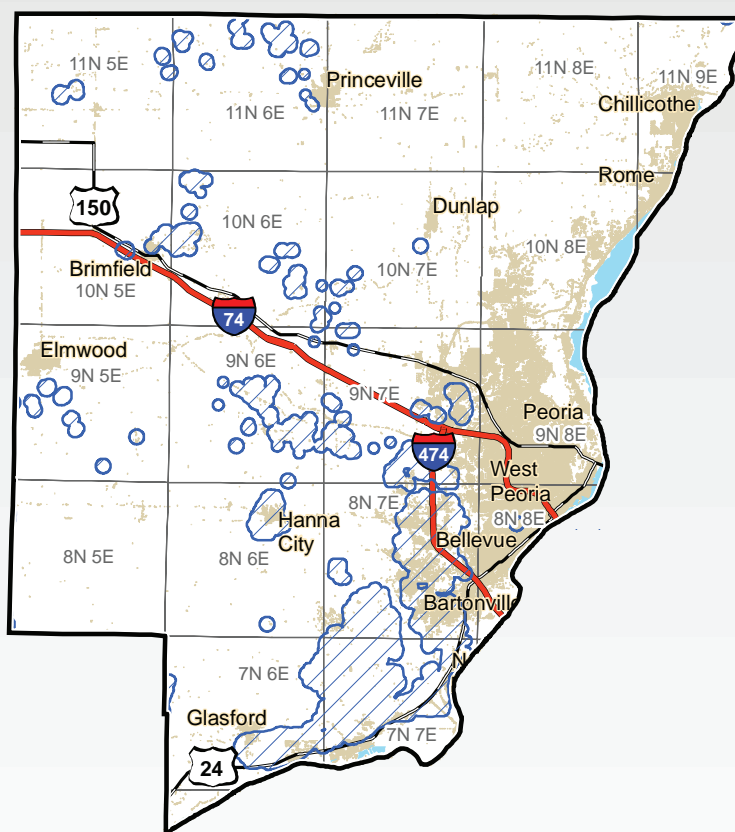 11N 5E
11N 8E
11N 9E
Princeville
Chillicothe
11N 6E
11N 7E
Rome
150
Dunlap
10N 6E
10N 8E
Brimfield
10N 7E
10N 5E
74
Elmwood
9N 6E
9N 5E
9N 7E
Peoria
9N 8E
474
West
Peoria
8N 7E
Hanna
City
8N 8E
Bellevue
8N 5E
8N 6E
Bartonvill
N
7N 6E
Glasford
7N 7E
24